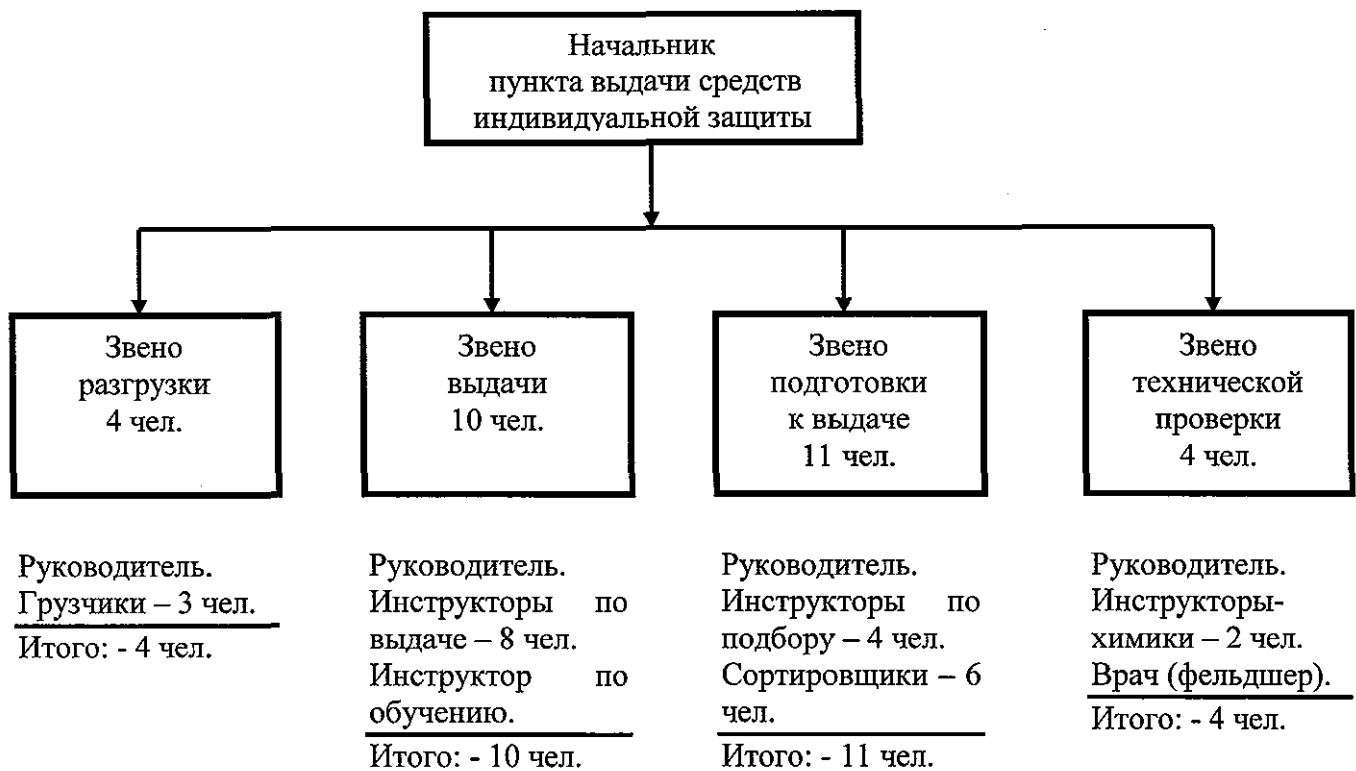 Начальник
пункта выдачи средств
индивидуальной защиты
Звено
разгрузки
4 чел.
Звено
выдачи
10 чел.
Звено
подготовки
к выдаче
11 чел.
Звено
технической
проверки
4 чел.
Руководитель.
Грузчики – 3 чел.
Итого: - 4 чел.
Руководитель.
Инструкторы по
выдаче – 8 чел.
Инструктор по
обучению.
Итого: - 10 чел.
Руководитель.
Инструкторы по
подбору – 4 чел.
Сортировщики – 6
чел.
Итого: - 11 чел.
Руководитель.
Инструкторы-
химики – 2 чел.
Врач (фельдшер).
Итого: - 4 чел.